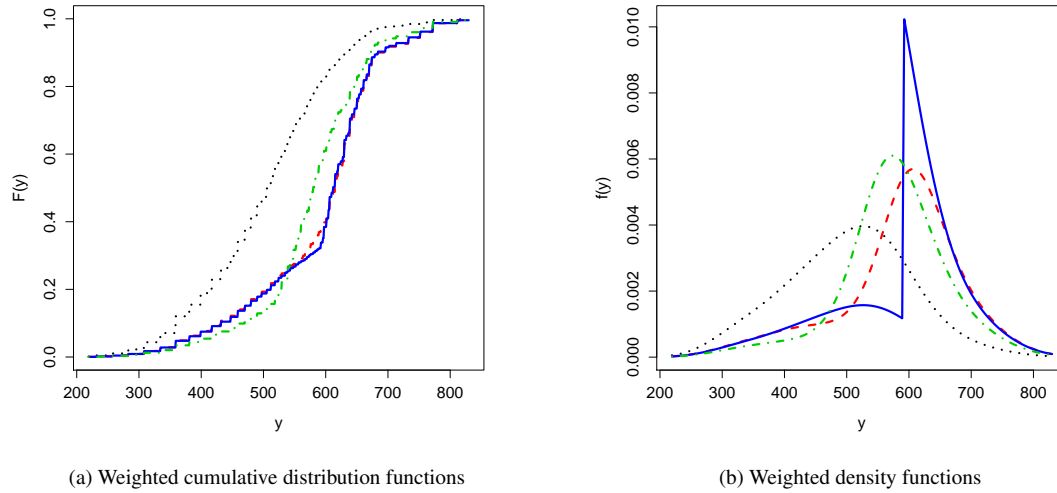 1.0
0.8
0.6
0.4
0.2
0.0
F(y)
200 300 400 500 600 700 800
y
0.010
0.008
0.006
0.004
0.002
0.000
f(y)
200 300 400 500 600 700 800
y
(a) Weighted cumulative distribution functions
(b) Weighted density functions